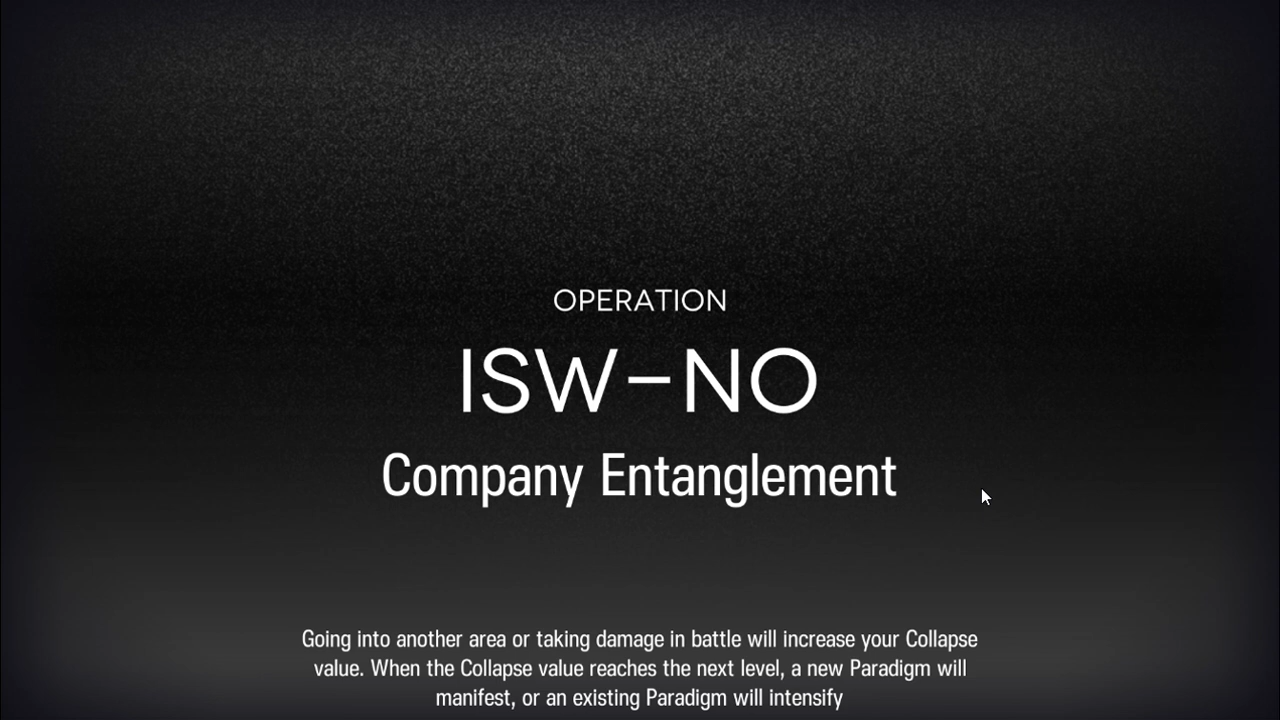 OPERATION
ISW-NO
Company Entanglement
Going into another area or taking damage in battle will increase your Collapse
value. When the Collapse value reaches the next level, a new Paradigm will
manifest, or an existing Paradigm will intensify